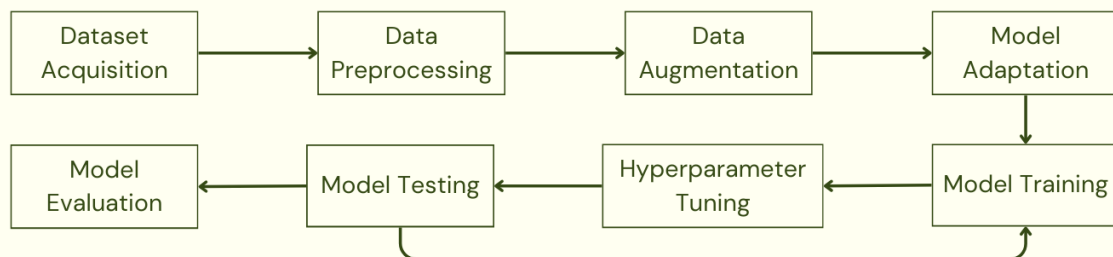 Dataset
Acquisition
Data
Preprocessing
Data
Augmentation
Model
Adaptation
Model
Evaluation
Model Testing
Hyperparameter
Tuning
Model Training